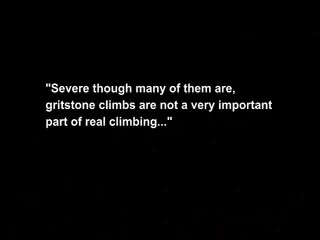 "Severe though many of them are,
gritstone climbs are not a very important
part of real climbing..."